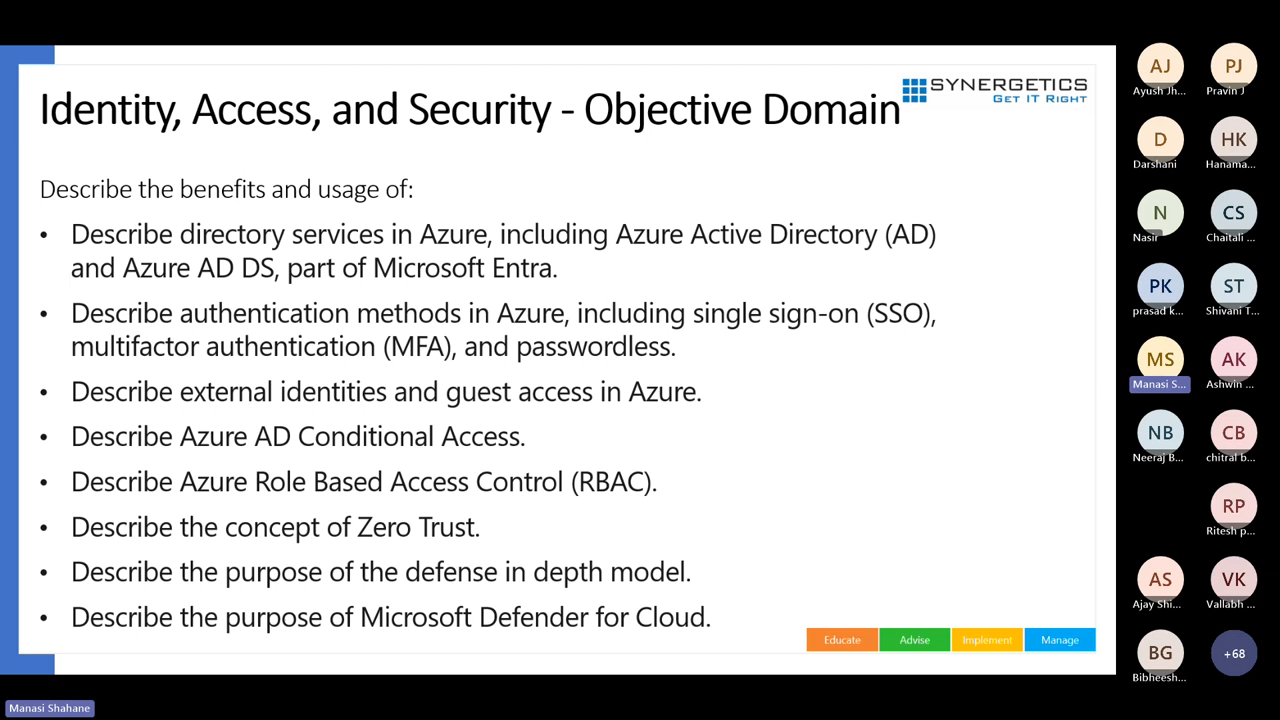 Identity, Access, and Security - Objective Domain
SYNERGETICS
GET IT RIGHT
Describe the benefits and usage of:
• Describe directory services in Azure, including Azure Active Directory (AD)
and Azure AD DS, part of Microsoft Entra.
• Describe authentication methods in Azure, including single sign-on (SSO),
multifactor authentication (MFA), and passwordless.
• Describe external identities and guest access in Azure.
• Describe Azure AD Conditional Access.
• Describe Azure Role Based Access Control (RBAC).
• Describe the concept of Zero Trust.
• Describe the purpose of the defense in depth model.
• Describe the purpose of Microsoft Defender for Cloud.
Educate Advise Implement Manage
AJ PJ
Ayush Jh... Pravin J
D HK
Darshani Hanama...
N CS
Nasir Chaitali ...
PK ST
prasad k... Shivani T...
MS AK
Manasi S... Ashwin ...
NB CB
Neeraj B... chitral b...
RP
Ritesh p...
AS VK
Ajay Shi... Vallabh ...
BG +68
Bibheesh...
Manasi Shahane